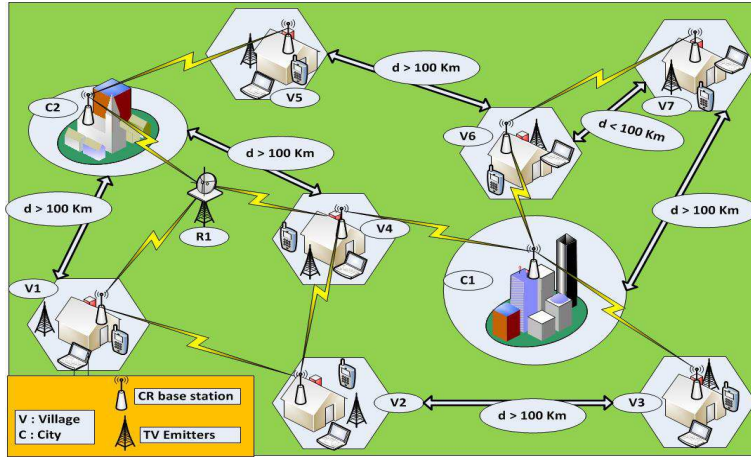 V5
d > 100 Km
C2
V7
V6
d < 100 Km
d > 100 Km
d > 100 Km
d > 100 Km
R1
V4
V1
C1
V2
d > 100 Km
V3
CR base station
V : Village
C : City
TV Emitters